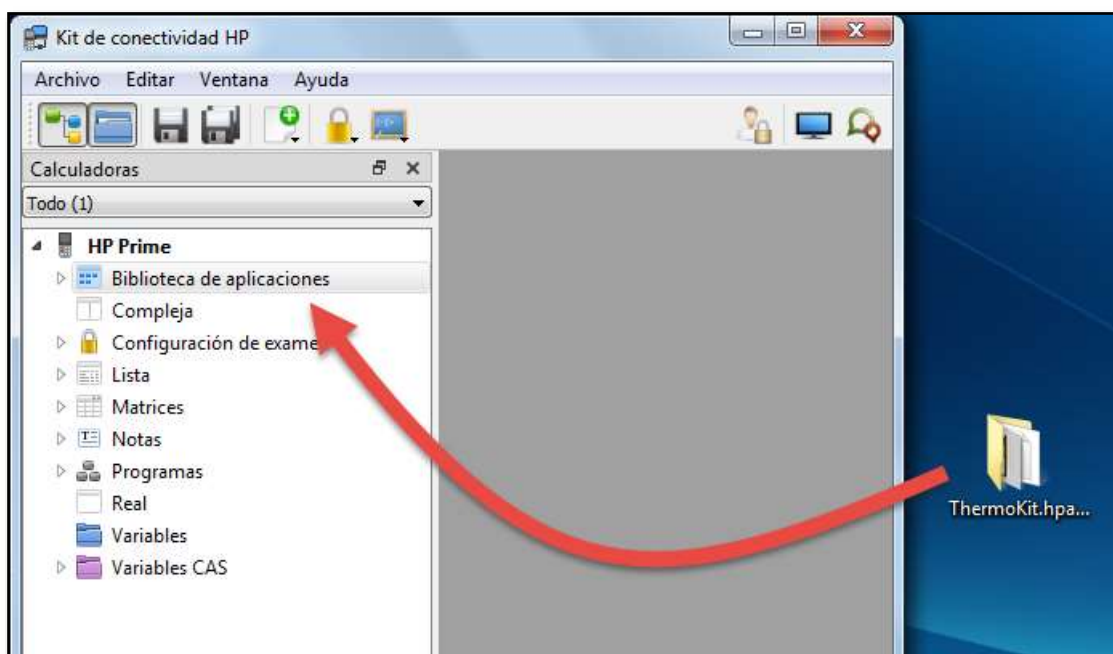 Kit de conectividad HP
Archivo Editar Ventana Ayuda
Calculadoras
Todo (1)
HP Prime
Biblioteca de aplicaciones
Compleja
Configuración de exame
Lista
Matrices
Notas
Programas
Real
Variables
Variables CAS
ThermoKit.hpa...